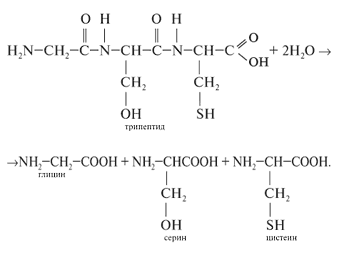 O H O H
H₂N–CH₂–C–N–CH–C–N–CH–C O + 2H₂O →
OH
CH₂ CH₂
OH SH
трипептид
→NH₂–CH₂–COOH + NH₂–CHCOOH + NH₂–CH–COOH.
глицин
CH₂ CH₂
OH SH
серин цистеин